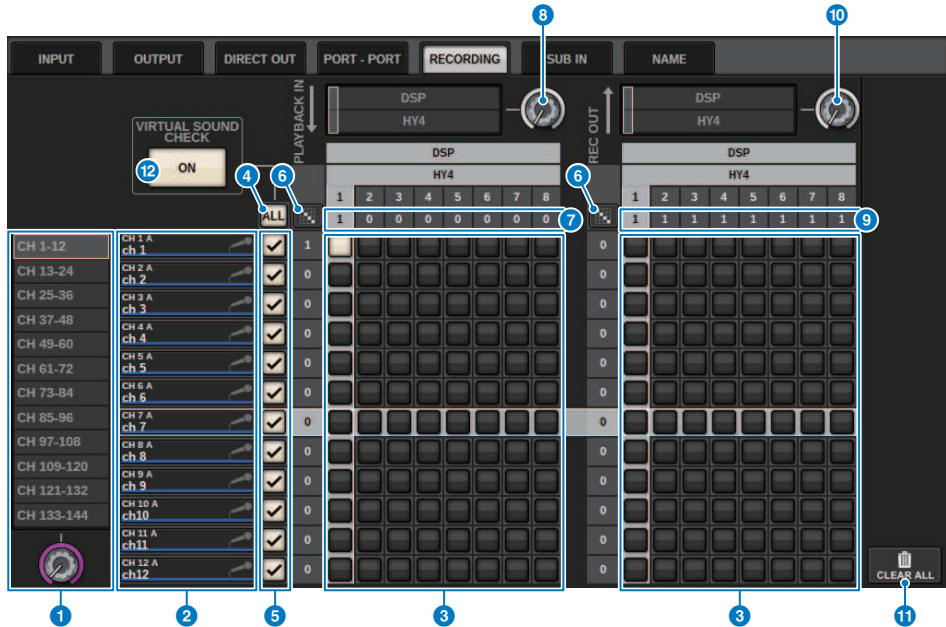 8 10
INPUT OUTPUT DIRECT OUT PORT - PORT RECORDING SUB IN NAME
PLAYBACK IN
DSP
HY4
REC OUT
DSP
HY4
VIRTUAL SOUND
CHECK
ON
12
DSP
HY4
DSP
HY4
4 6 6
1 2 3 4 5 6 7 8
1 2 3 4 5 6 7 8
ALL
1 0 0 0 0 0 0 0
7
1 1 1 1 1 1 1 1
9
CH 1-12
CH 13-24
CH 25-36
CH 37-48
CH 49-60
CH 61-72
CH 73-84
CH 85-96
CH 97-108
CH 109-120
CH 121-132
CH 133-144
CH 1 A
ch 1
1
0
CH 2 A
ch 2
0
0
CH 3 A
ch 3
0
0
CH 4 A
ch 4
0
0
CH 5 A
ch 5
0
0
CH 6 A
ch 6
0
0
CH 7 A
ch 7
0
0
CH 8 A
ch 8
0
0
CH 9 A
ch 9
0
0
CH 10 A
ch10
0
0
CH 11 A
ch11
0
0
CH 12 A
ch12
0
0
CLEAR ALL
1 2 5 3 3 11